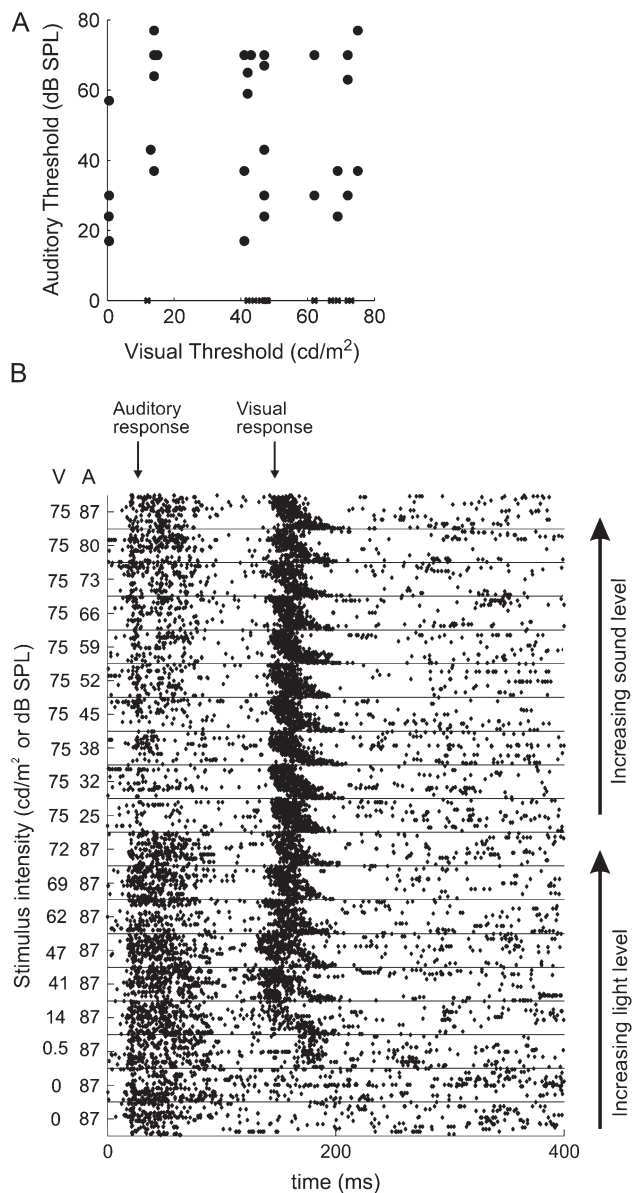 A
Auditory Threshold (dB SPL)
80
60
40
20
0
0 20 40 60 80
Visual Threshold (cd/m²)
B
Auditory
response
Visual
response
V A
Stimulus intensity (cd/m² or dB SPL)
75 87
75 80
75 73
75 66
75 59
75 52
75 45
75 38
75 32
75 25
72 87
69 87
62 87
47 87
41 87
14 87
0.5 87
0 87
0 87
Increasing sound level
Increasing light level
0 200 400
time (ms)